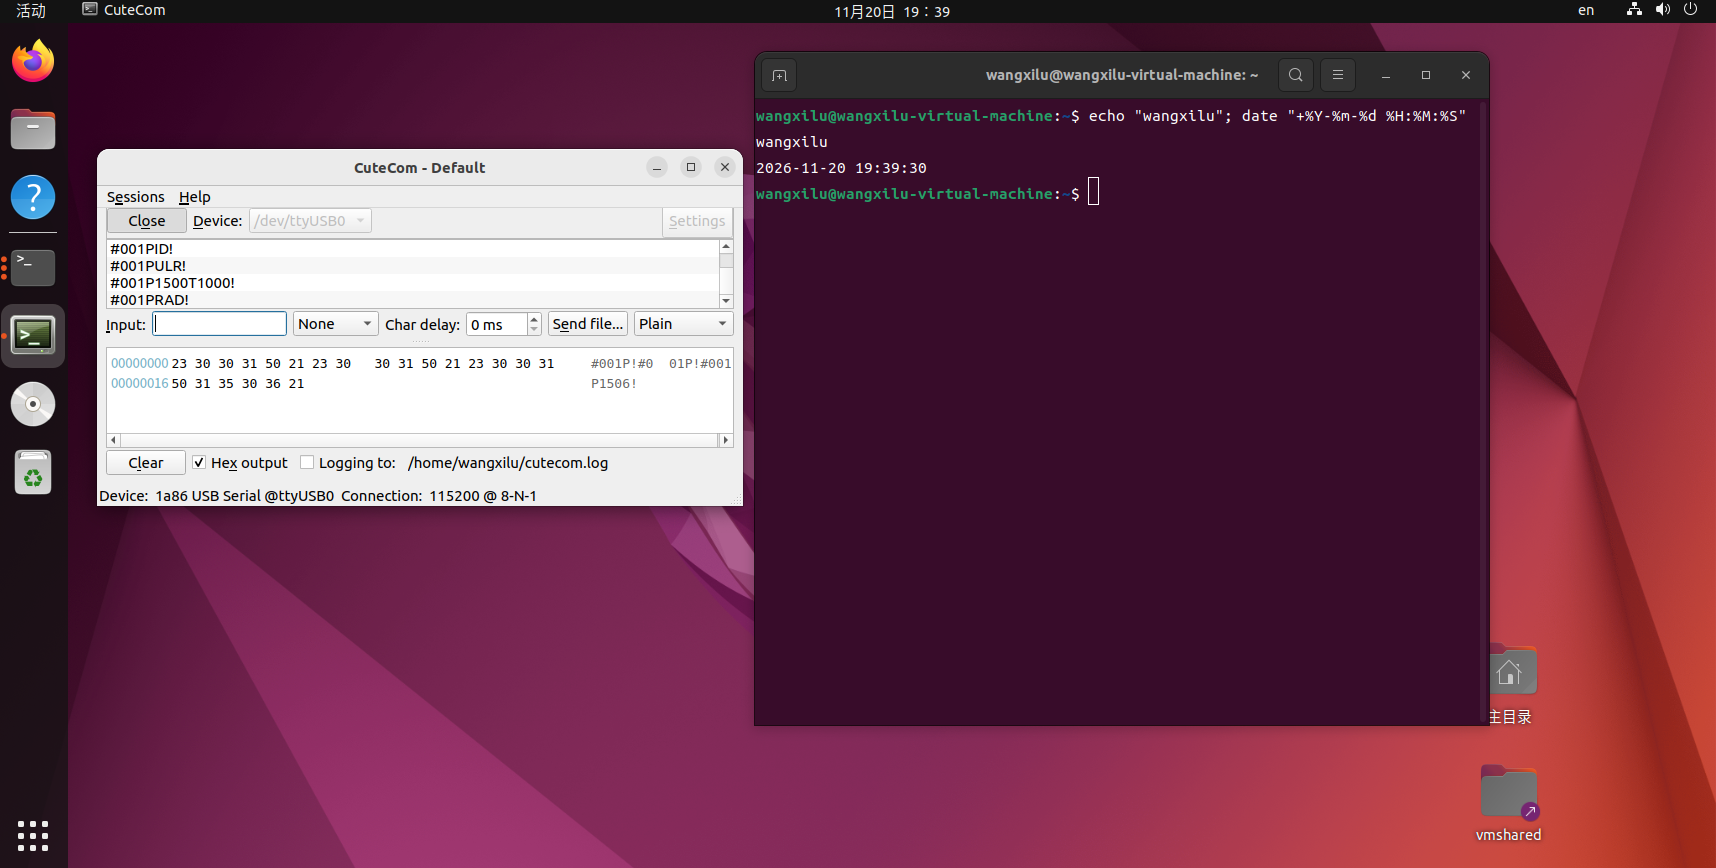 活动
CuteCom
11月20日 19：39
en
CuteCom - Default
Sessions Help
Close Device: /dev/ttyUSB0 Settings
#001PID!
#001PULR!
#001P1500T1000!
#001PRAD!
Input: None Char delay: 0 ms Send file... Plain
00000000 23 30 30 31 50 21 23 30 30 31 50 21 23 30 30 31 #001P!#0 01P!#001
00000016 50 31 35 30 36 21 P1506!
Clear Hex output Logging to: /home/wangxilu/cutecom.log
Device: 1a86 USB Serial @ttyUSB0 Connection: 115200 @ 8-N-1
wangxilu@wangxilu-virtual-machine: ~
wangxilu@wangxilu-virtual-machine:~$ echo "wangxilu"; date "+%Y-%m-%d %H:%M:%S"
wangxilu
2026-11-20 19:39:30
wangxilu@wangxilu-virtual-machine:~$
主目录
vmshared